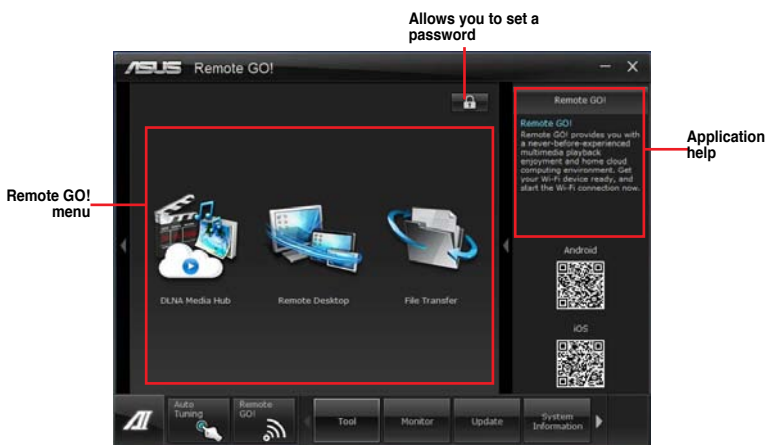 Allows you to set a
password
ASUS Remote GO!
Remote GO!
Remote GO!
Remote GO! provides you with
a never-before-experienced
multimedia playback
enjoyment and home cloud
computing environment. Get
your Wi-Fi device ready, and
start the Wi-Fi connection now.
Application
help
Remote GO!
menu
DLNA Media Hub
Remote Desktop
File Transfer
Android
iOS
Auto
Tuning
Remote
GO!
Tool
Monitor
Update
System
Information